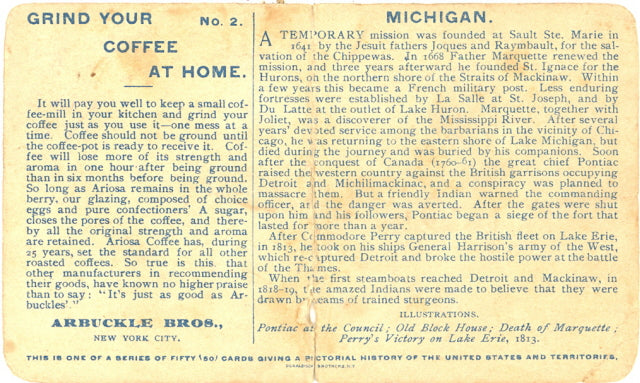 GRIND YOUR No. 2.
COFFEE
AT HOME.
It will pay you well to keep a small cof-
fee-mill in your kitchen and grind your
coffee just as you use it—one mess at a
time. Coffee should not be ground until
the coffee-pot is ready to receive it. Cof-
fee will lose more of its strength and
aroma in one hour after being ground
than in six months before being ground.
So long as Ariosa remains in the whole
berry, our glazing, composed of choice
eggs and pure confectioners' A sugar,
closes the pores of the coffee, and there-
by all the original strength and aroma
are retained. Ariosa Coffee has, during
25 years, set the standard for all other
roasted coffees. So true is this, that
other manufacturers in recommending
their goods, have known no higher praise
than to say: "It's just as good as Ar-
buckles'."
ARBUCKLE BROS.,
NEW YORK CITY.
MICHIGAN.
A TEMPORARY mission was founded at Sault Ste. Marie in
1641 by the Jesuit fathers Joques and Raymbault, for the sal-
vation of the Chippewas. In 1668 Father Marquette renewed the
mission, and three years afterward he founded St. Ignace for the
Hurons, on the northern shore of the Straits of Mackinaw. Within
a few years this became a French military post. Less enduring
fortresses were established by La Salle at St. Joseph, and by
Du Latte at the outlet of Lake Huron. Marquette, together with
Joliet, was a discoverer of the Mississippi River. After several
years' devoted service among the barbarians in the vicinity of Chi-
cago, he was returning to the eastern shore of Lake Michigan, but
died during the journey and was buried by his companions. Soon
after the conquest of Canada (1760-61) the great chief Pontiac
raised the western country against the British garrisons occupying
Detroit and Michilimacinac, and a conspiracy was planned to
massacre them. But a friendly Indian warned the commanding
officer, and the danger was averted. After the gates were shut
upon him and his followers, Pontiac began a siege of the fort that
lasted for more than a year.
After Commodore Perry captured the British fleet on Lake Erie,
in 1813, he took on his ships General Harrison's army of the West,
which re-captured Detroit and broke the hostile power at the battle
of the Thames.
When the first steamboats reached Detroit and Mackinaw, in
1818-19, the amazed Indians were made to believe that they were
drawn by teams of trained sturgeons.
ILLUSTRATIONS.
Pontiac at the Council; Old Block House; Death of Marquette;
Perry's Victory on Lake Erie, 1813.
THIS IS ONE OF A SERIES OF FIFTY (50) CARDS GIVING A PICTORIAL HISTORY OF THE UNITED STATES AND TERRITORIES,